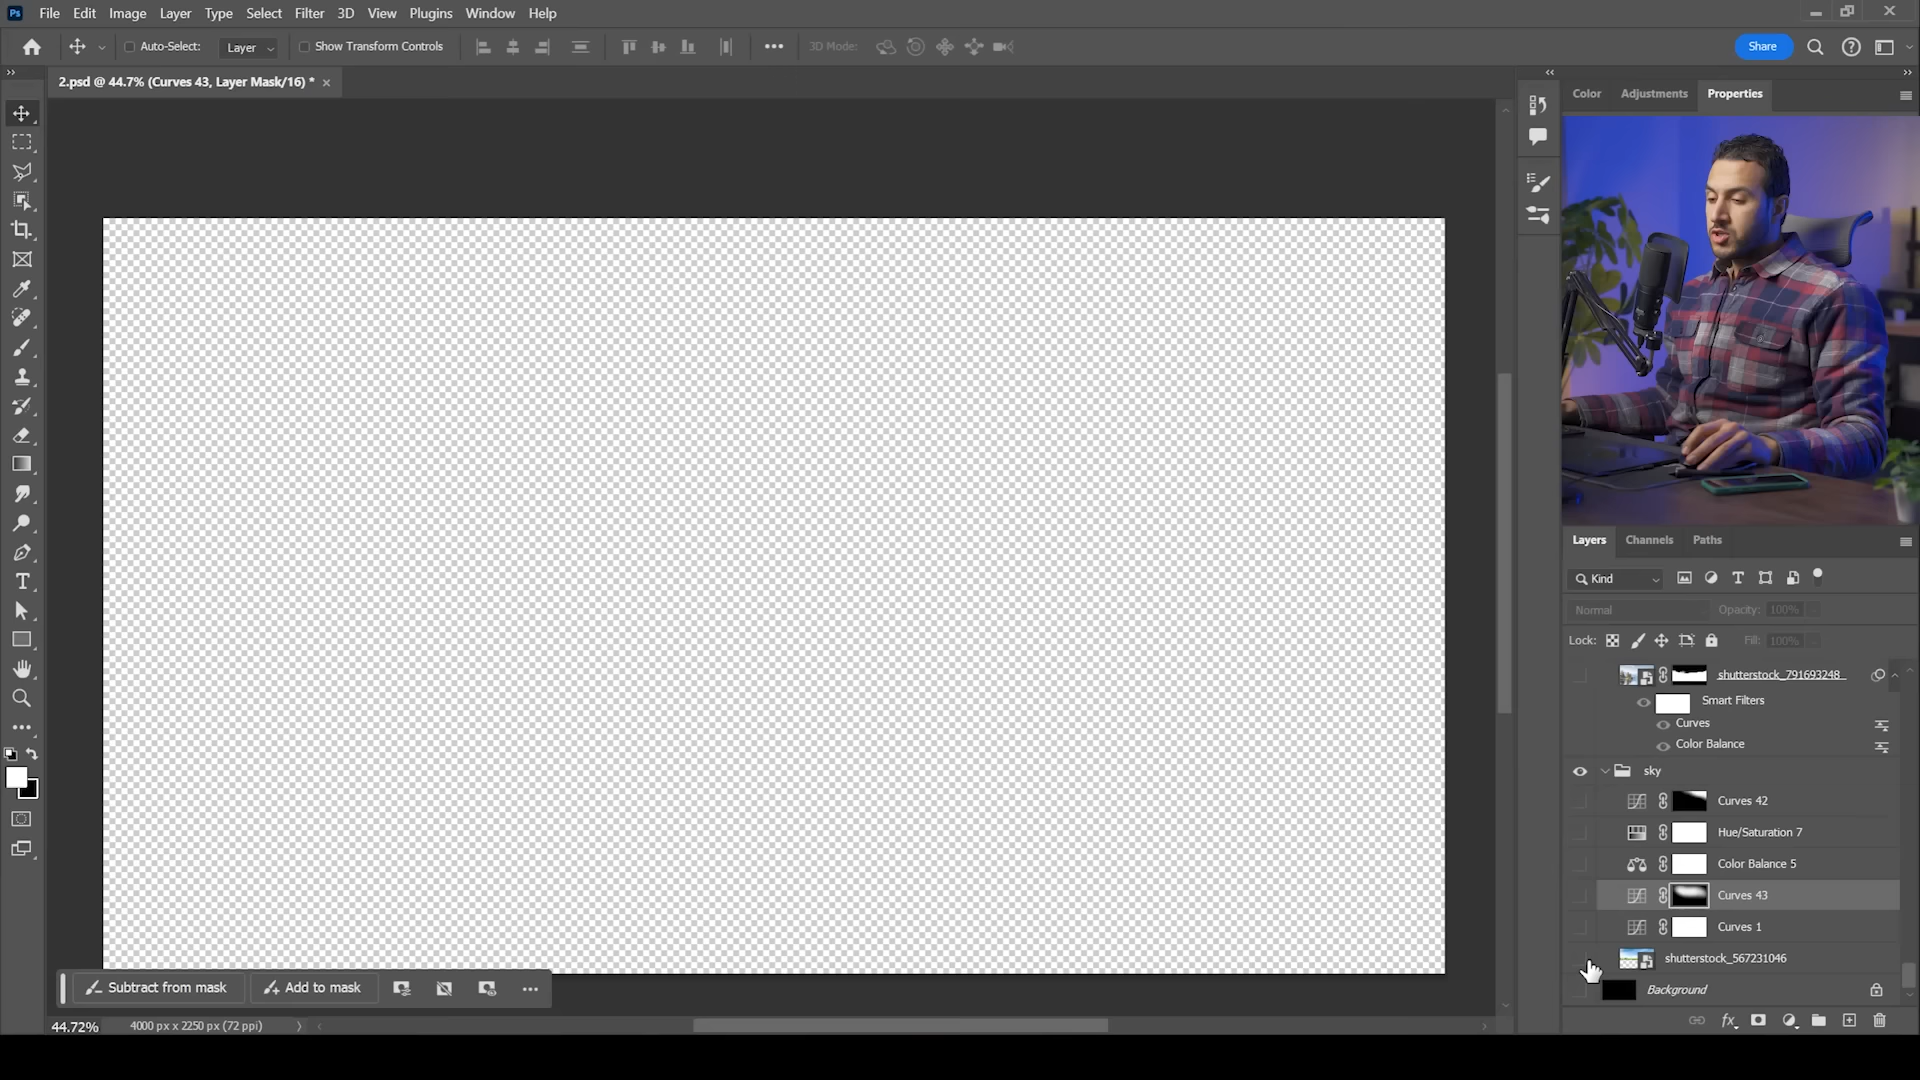 Ps File Edit Image Layer Type Select Filter 3D View Plugins Window Help
Auto-Select: Layer Show Transform Controls 3D Mode: Share
2.psd @ 44.7% (Curves 43, Layer Mask/16) *
Color Adjustments Properties
Layers Channels Paths
Kind
Normal Opacity: 100%
Lock: Fill: 100%
shutterstock_791693248
Smart Filters
Curves
Color Balance
sky
Curves 42
Hue/Saturation 7
Color Balance 5
Curves 43
Curves 1
shutterstock_567231046
Background
Subtract from mask Add to mask
44.72% 4000 px x 2250 px (72 ppi)
fx